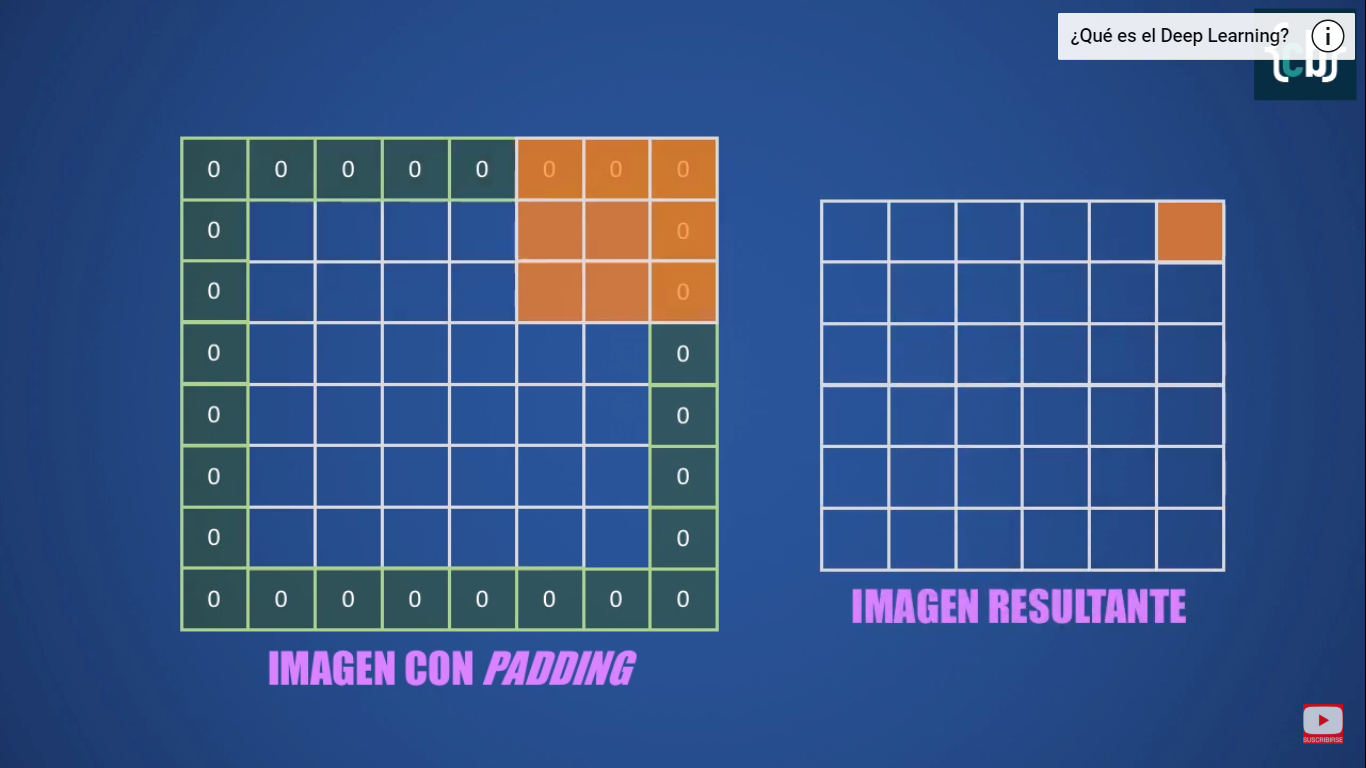 ¿Qué es el Deep Learning?
{cb}
0 0 0 0 0 0 0 0
0 0
0 0
0 0
0 0
0 0
0 0
0 0 0 0 0 0 0 0
IMAGEN CON PADDING
IMAGEN RESULTANTE
SUSCRIBIRSE